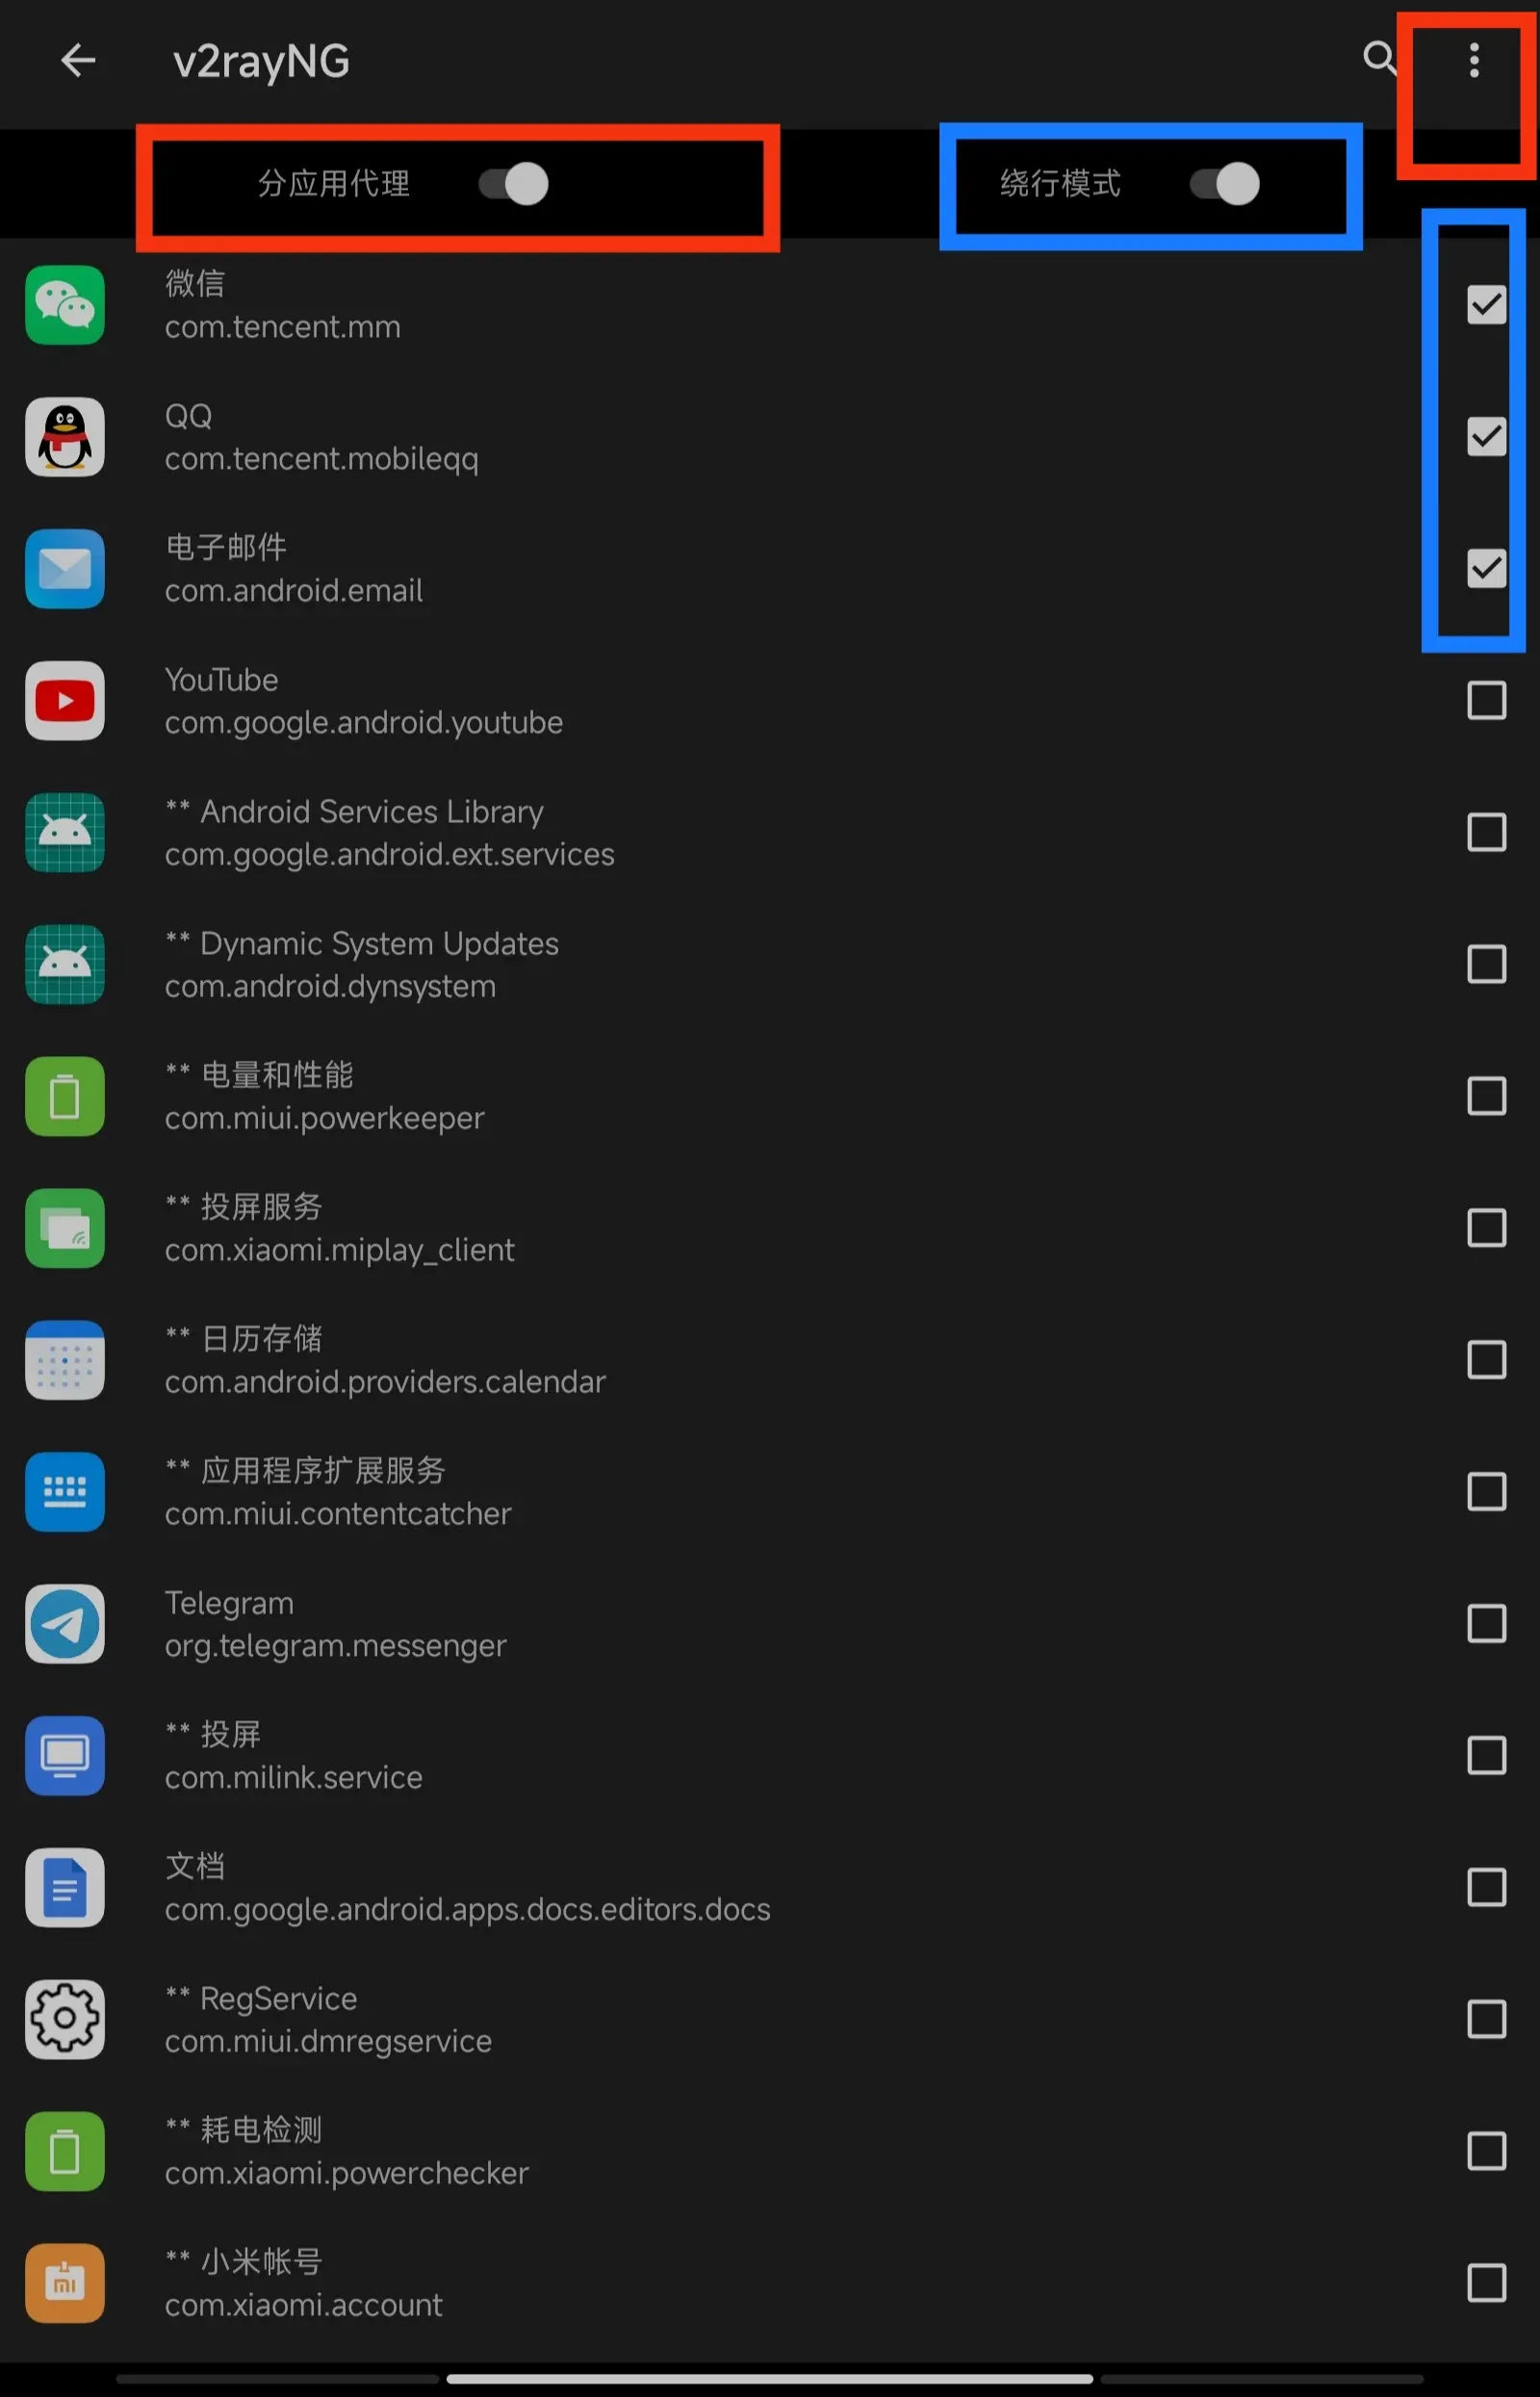 v2rayNG
分应用代理
绕行模式
微信
com.tencent.mm
QQ
com.tencent.mobileqq
电子邮件
com.android.email
YouTube
com.google.android.youtube
** Android Services Library
com.google.android.ext.services
** Dynamic System Updates
com.android.dynsystem
** 电量和性能
com.miui.powerkeeper
** 投屏服务
com.xiaomi.miplay_client
** 日历存储
com.android.providers.calendar
** 应用程序扩展服务
com.miui.contentcatcher
Telegram
org.telegram.messenger
** 投屏
com.milink.service
文档
com.google.android.apps.docs.editors.docs
** RegService
com.miui.dmregservice
** 耗电检测
com.xiaomi.powerchecker
** 小米帐号
com.xiaomi.account